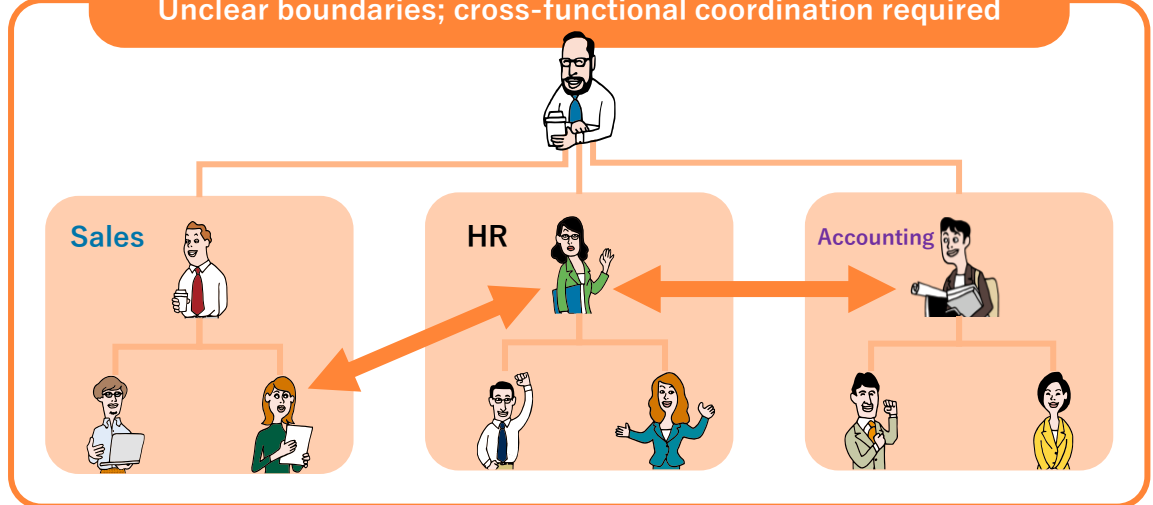 Unclear boundaries; cross-functional coordination required
Sales
HR
Accounting